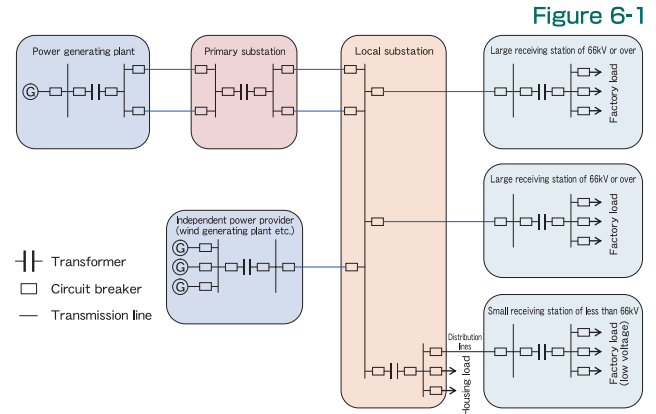 Figure 6-1
Power generating plant
Primary substation
Local substation
Large receiving station of 66kV or over
G
Factory load
Large receiving station of 66kV or over
Factory load
Independent power provider
(wind generating plant etc.)
G
G
G
Transformer
Circuit breaker
Transmission line
Distribution
lines
Housing load
Small receiving station of less than 66kV
Factory load
(low voltage)